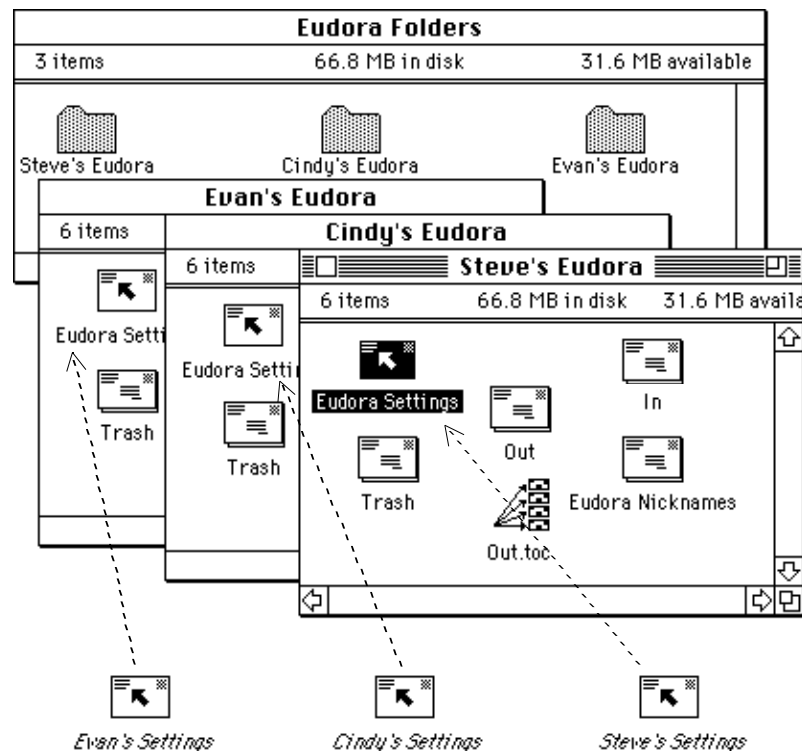 Eudora Folders
3 items 66.8 MB in disk 31.6 MB available
Steve's Eudora Cindy's Eudora Evan's Eudora
Evan's Eudora
6 items
Eudora Setti
Trash
Cindy's Eudora
6 items
Eudora Settin
Trash
Steve's Eudora
6 items 66.8 MB in disk 31.6 MB availa
Eudora Settings
In
Out
Trash
Eudora Nicknames
Out.toc
Evan's Settings Cindy's Settings Steve's Settings